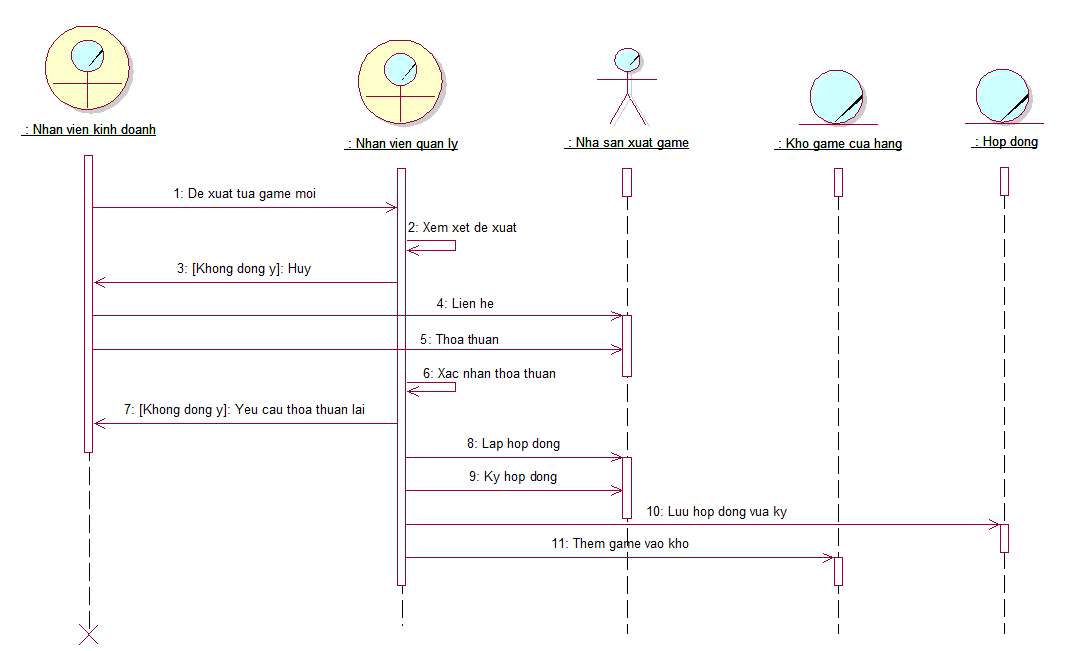 : Nhan vien kinh doanh
: Nhan vien quan ly
: Nha san xuat game
: Kho game cua hang
: Hop dong
1: De xuat tua game moi
2: Xem xet de xuat
3: [Khong dong y]: Huy
4: Lien he
5: Thoa thuan
6: Xac nhan thoa thuan
7: [Khong dong y]: Yeu cau thoa thuan lai
8: Lap hop dong
9: Ky hop dong
10: Luu hop dong vua ky
11: Them game vao kho